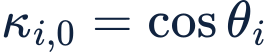 κ_{i,0} = cos θ_i